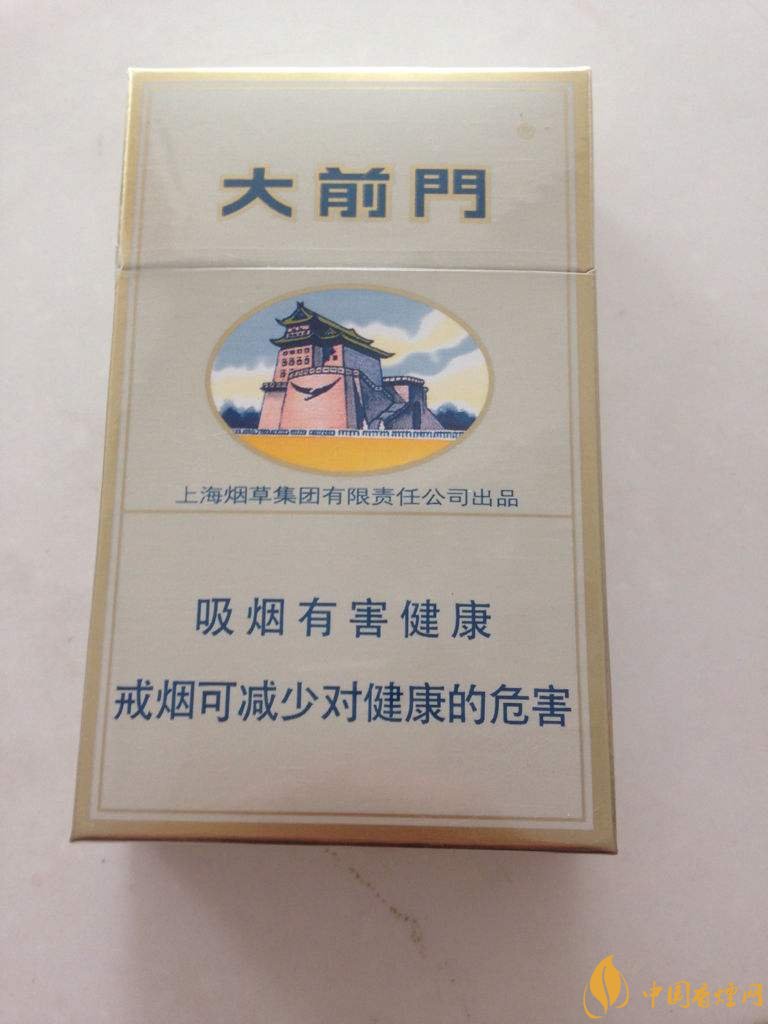 大前門
上海烟草集团有限责任公司出品
吸烟有害健康
戒烟可减少对健康的危害
中国香煙网